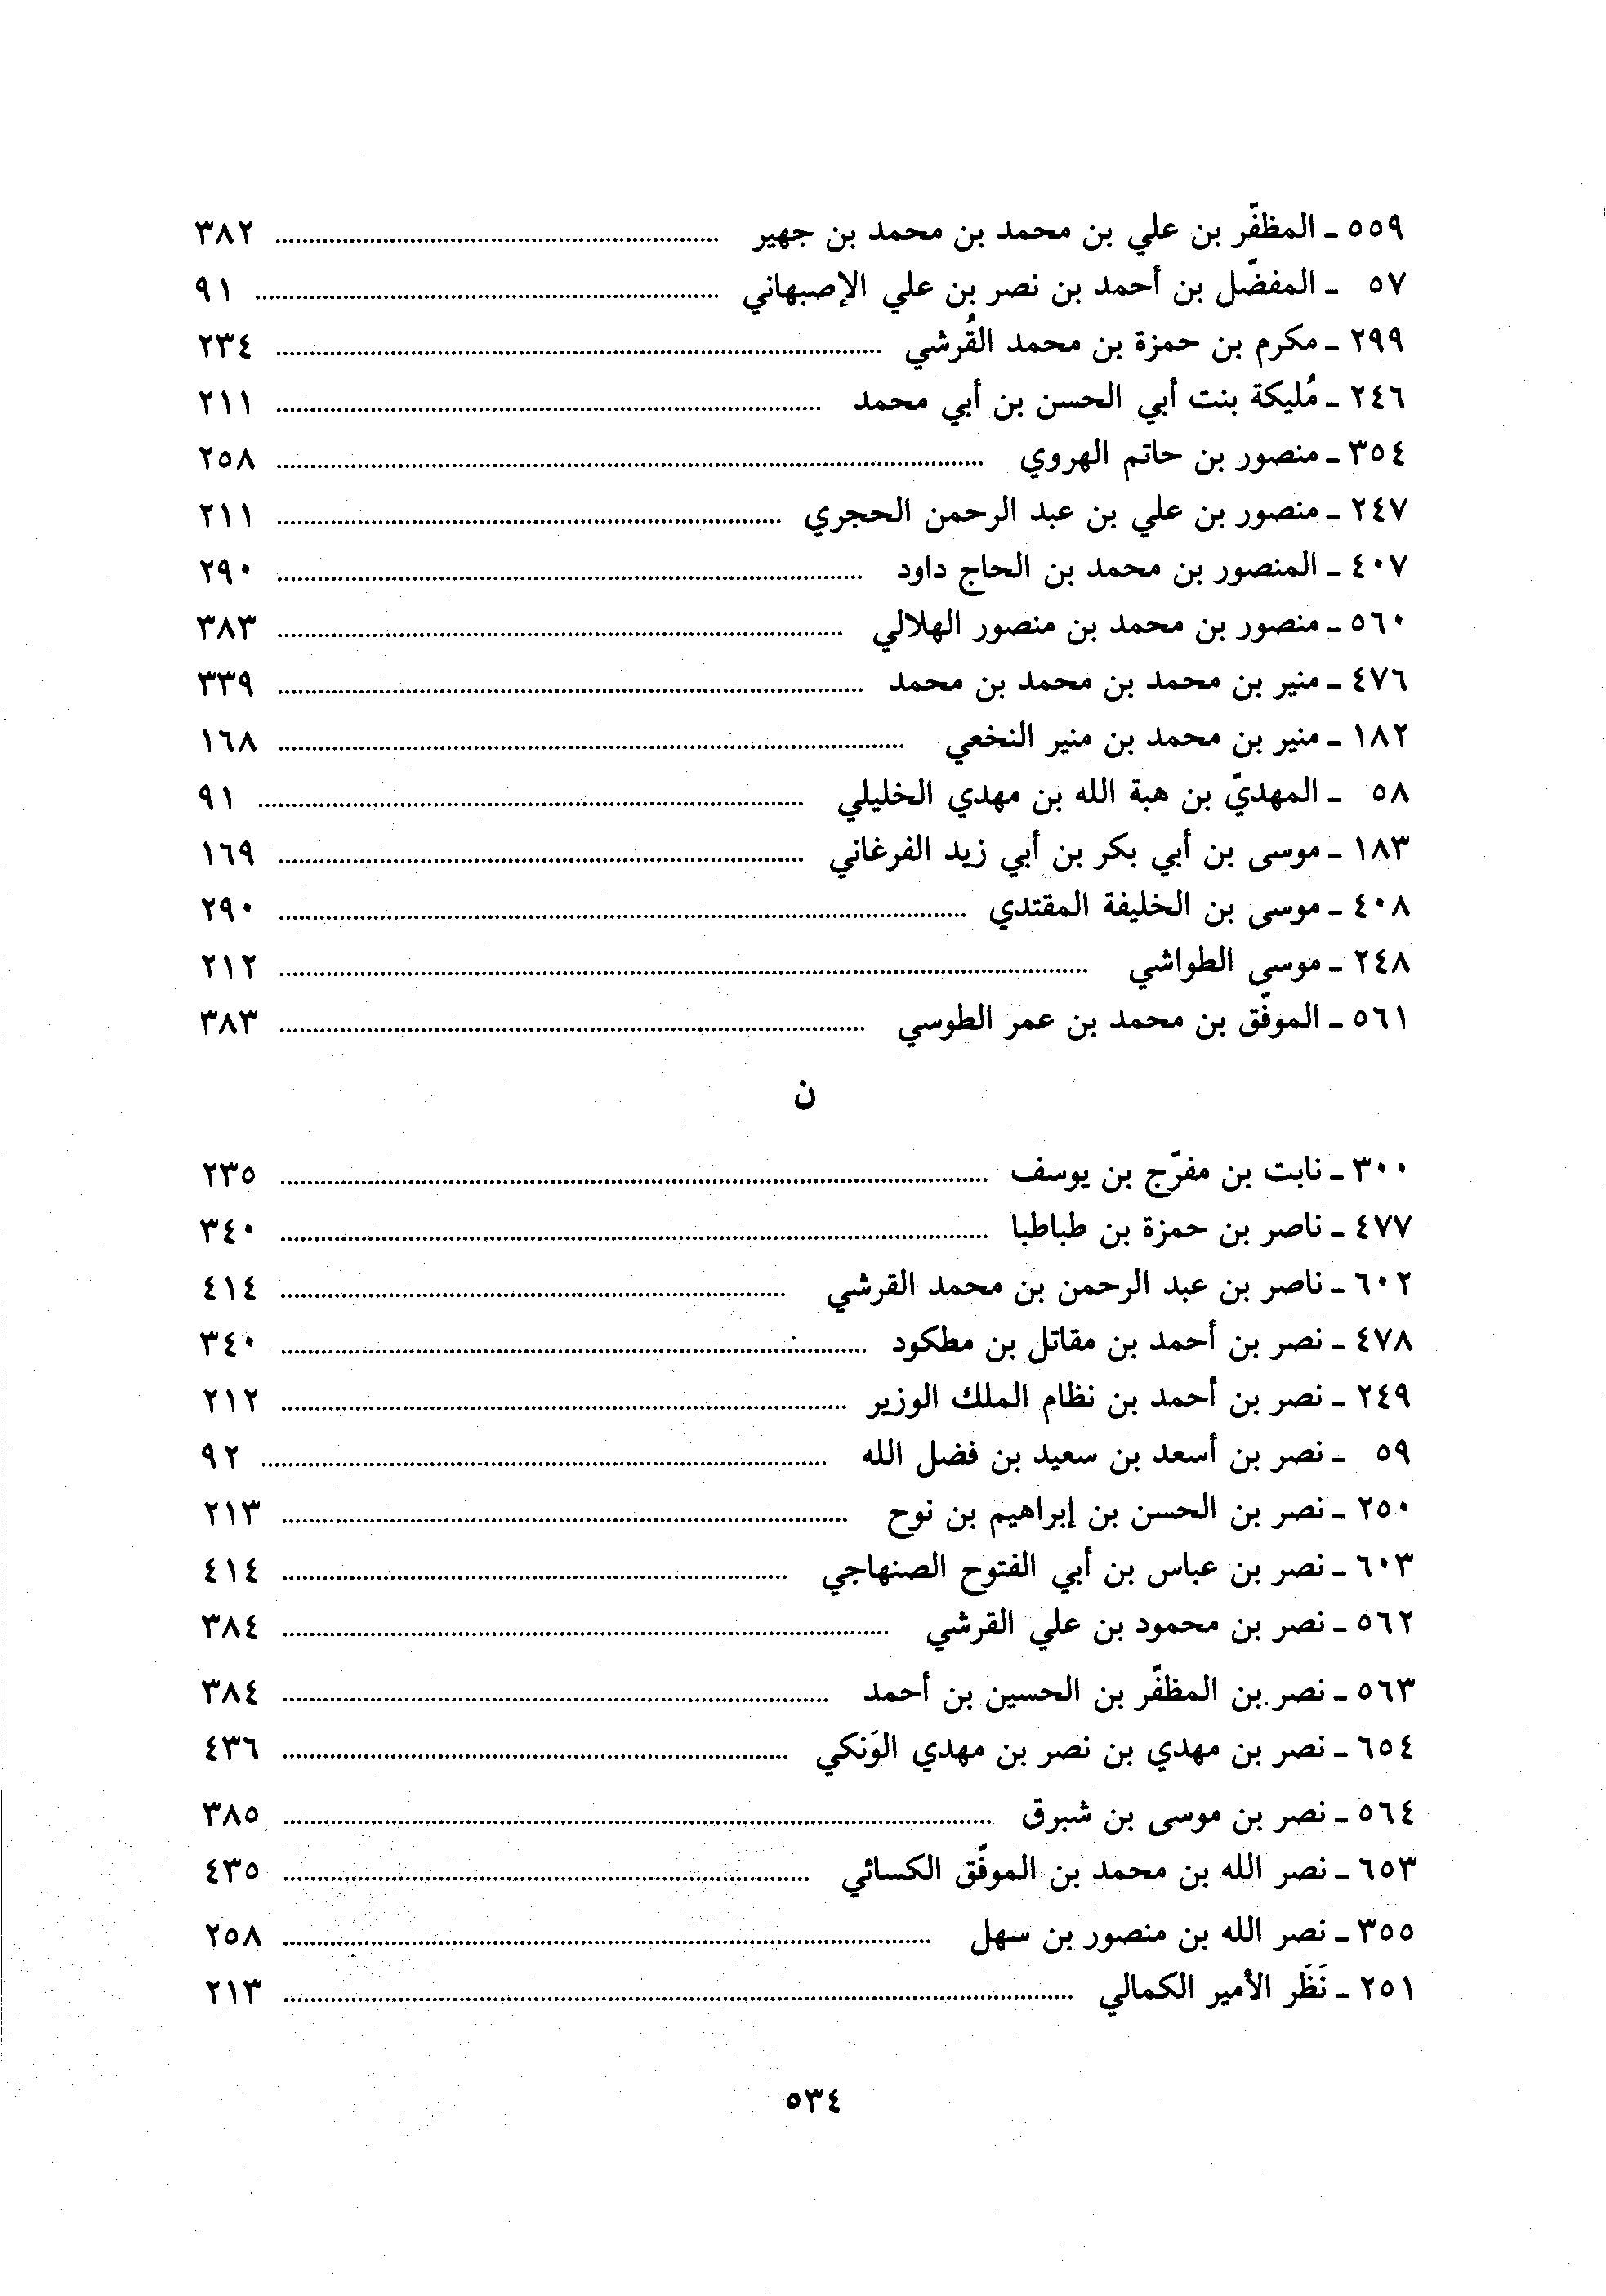 ٥٥٩ ـ المظفّر بن علي بن محمد بن محمد بن جهير ........ ٣٨٢
٥٧ ـ المفضّل بن أحمد بن نصر بن علي الإصبهاني ........ ٩١
٢٩٩ ـ مكرم بن حمزة بن محمد القُرشي ........ ٢٣٤
٢٤٦ ـ مُليكة بنت أبي الحسن بن أبي محمد ........ ٢١١
٣٥٤ ـ منصور بن حاتم الهروي ........ ٢٥٨
٢٤٧ ـ منصور بن علي بن عبد الرحمن الحجري ........ ٢١١
٤٠٧ ـ المنصور بن محمد بن الحاج داود ........ ٢٩٠
٥٦٠ ـ منصور بن محمد بن منصور الهلالي ........ ٣٨٣
٤٧٦ ـ منير بن محمد بن محمد بن محمد ........ ٣٣٩
١٨٢ ـ منير بن محمد بن منير النخعي ........ ١٦٨
٥٨ ـ المهديّ بن هبة الله بن مهدي الخليلي ........ ٩١
١٨٣ ـ موسى بن أبي بكر بن أبي زيد الفرغاني ........ ١٦٩
٤٠٨ ـ موسى بن الخليفة المقتدي ........ ٢٩٠
٢٤٨ ـ موسى الطواشي ........ ٢١٢
٥٦١ ـ الموفّق بن محمد بن عمر الطوسي ........ ٣٨٣
ن
٣٠٠ ـ نابت بن مفرّج بن يوسف ........ ٢٣٥
٤٧٧ ـ ناصر بن حمزة بن طباطبا ........ ٣٤٠
٦٠٢ ـ ناصر بن عبد الرحمن بن محمد القرشي ........ ٤١٤
٤٧٨ ـ نصر بن أحمد بن مقاتل بن مطكود ........ ٣٤٠
٢٤٩ ـ نصر بن أحمد بن نظام الملك الوزير ........ ٢١٢
٥٩ ـ نصر بن أسعد بن سعيد بن فضل الله ........ ٩٢
٢٥٠ ـ نصر بن الحسن بن إبراهيم بن نوح ........ ٢١٣
٦٠٣ ـ نصر بن عباس بن أبي الفتوح الصنهاجي ........ ٤١٤
٥٦٢ ـ نصر بن محمود بن علي القرشي ........ ٣٨٤
٥٦٣ ـ نصر بن المظفّر بن الحسين بن أحمد ........ ٣٨٤
٦٥٤ ـ نصر بن مهدي بن نصر بن مهدي الوَنكي ........ ٤٣٦
٥٦٤ ـ نصر بن موسى بن شبرق ........ ٣٨٥
٦٥٣ ـ نصر الله بن محمد بن الموفّق الكسائي ........ ٤٣٥
٣٥٥ ـ نصر الله بن منصور بن سهل ........ ٢٥٨
٢٥١ ـ نَظَر الأمير الكمالي ........ ٢١٣
٥٣٤